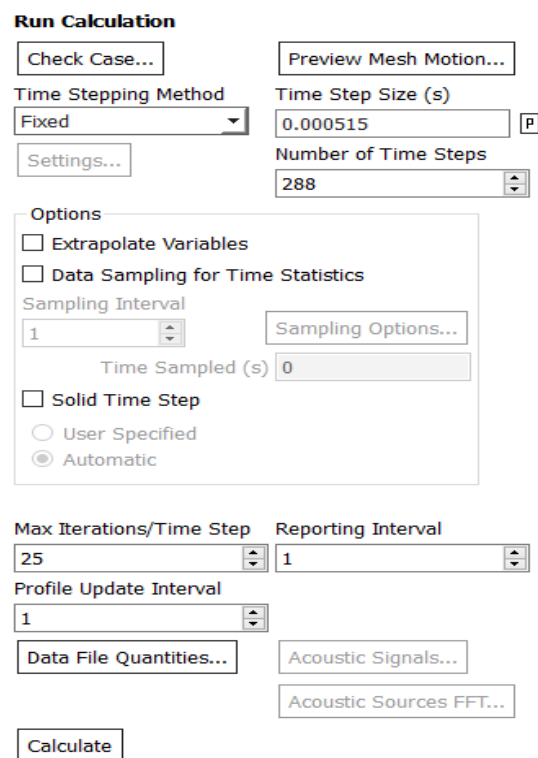 Run Calculation
Check Case... Preview Mesh Motion...
Time Stepping Method Time Step Size (s)
Fixed 0.000515 P
Settings... Number of Time Steps
288
Options
Extrapolate Variables
Data Sampling for Time Statistics
Sampling Interval
1 Sampling Options...
Time Sampled (s) 0
Solid Time Step
User Specified
Automatic
Max Iterations/Time Step Reporting Interval
25 1
Profile Update Interval
1
Data File Quantities... Acoustic Signals...
Acoustic Sources FFT...
Calculate